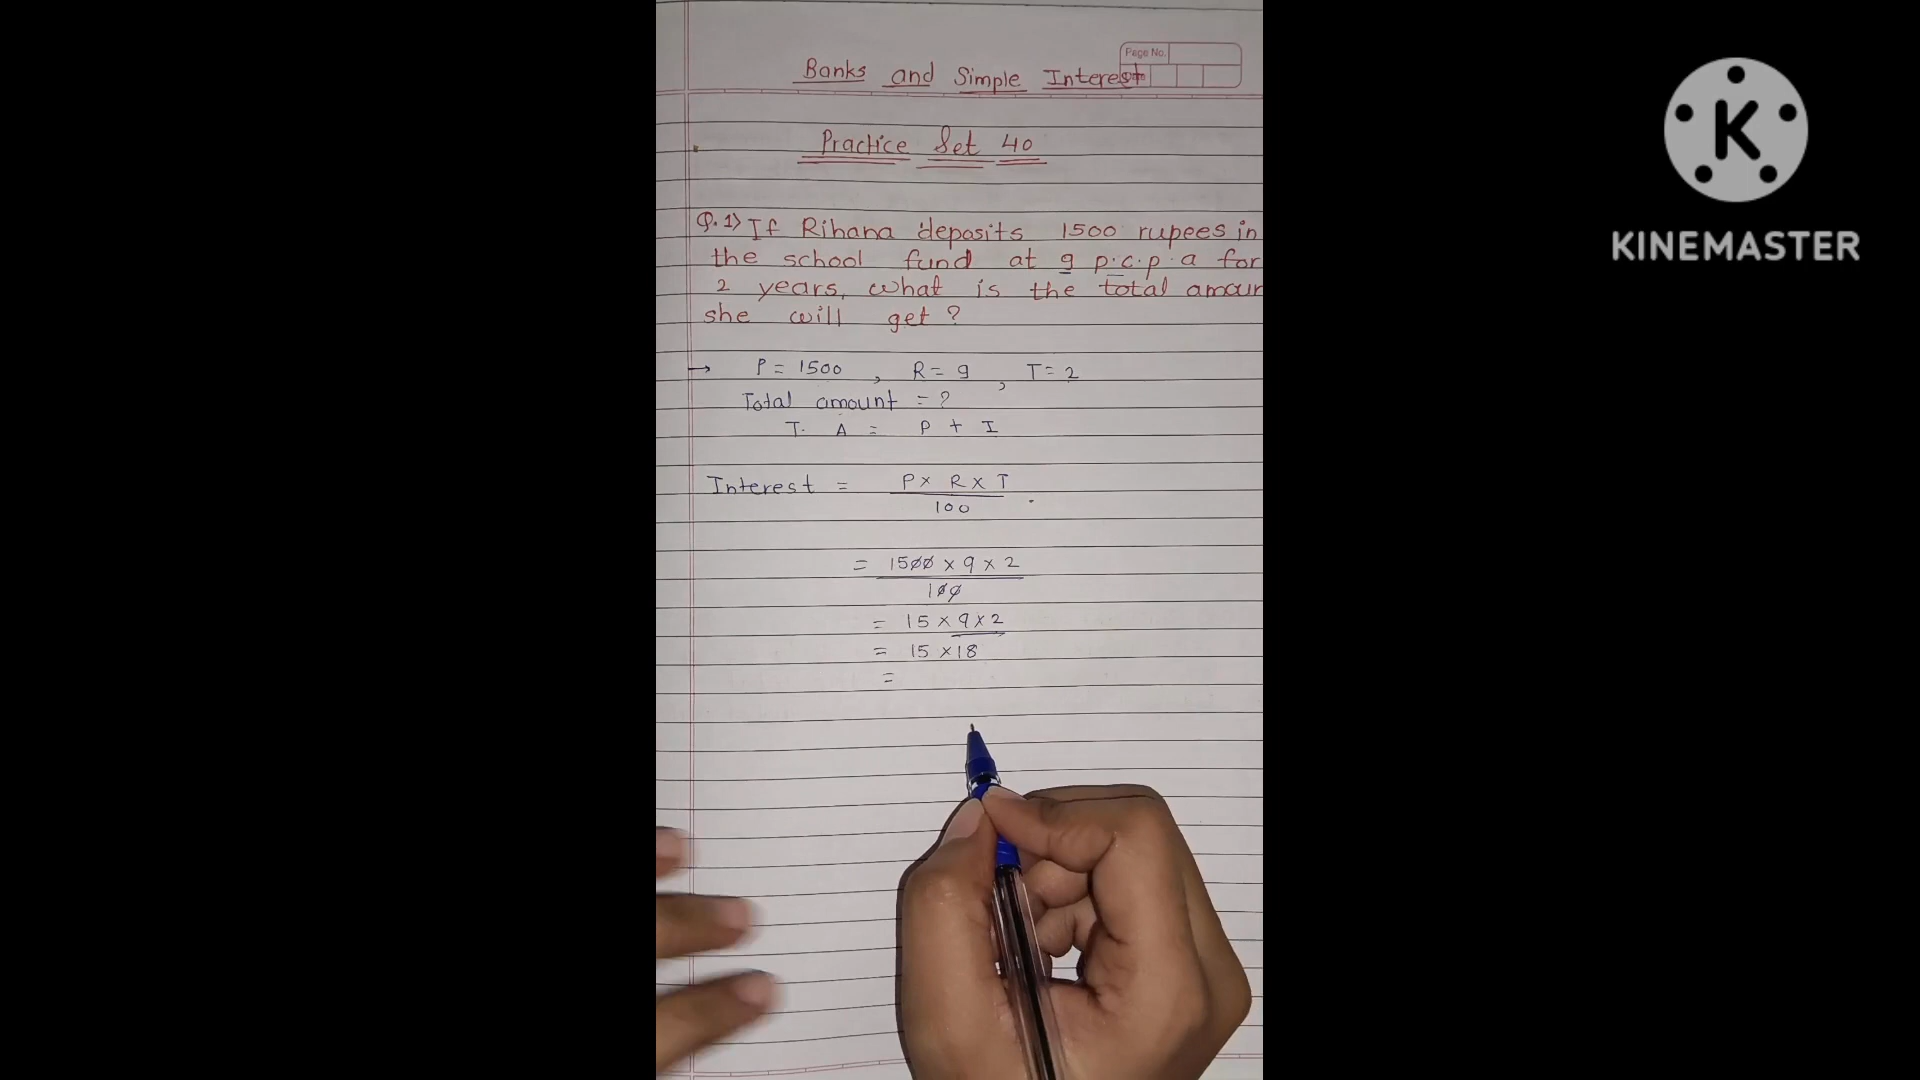 Page No.
Banks and Simple Interest
Practice Set 40
Q.1) If Rihana deposits 1500 rupees in
the school fund at 9 p.c.p.a for
2 years, what is the total amoun
she will get?
→ P = 1500, R = 9, T = 2
Total amount = ?
T. A = P + I
Interest = P × R × T
100
= 1500 × 9 × 2
100
= 15 × 9 × 2
= 15 × 18
=
K
KINEMASTER